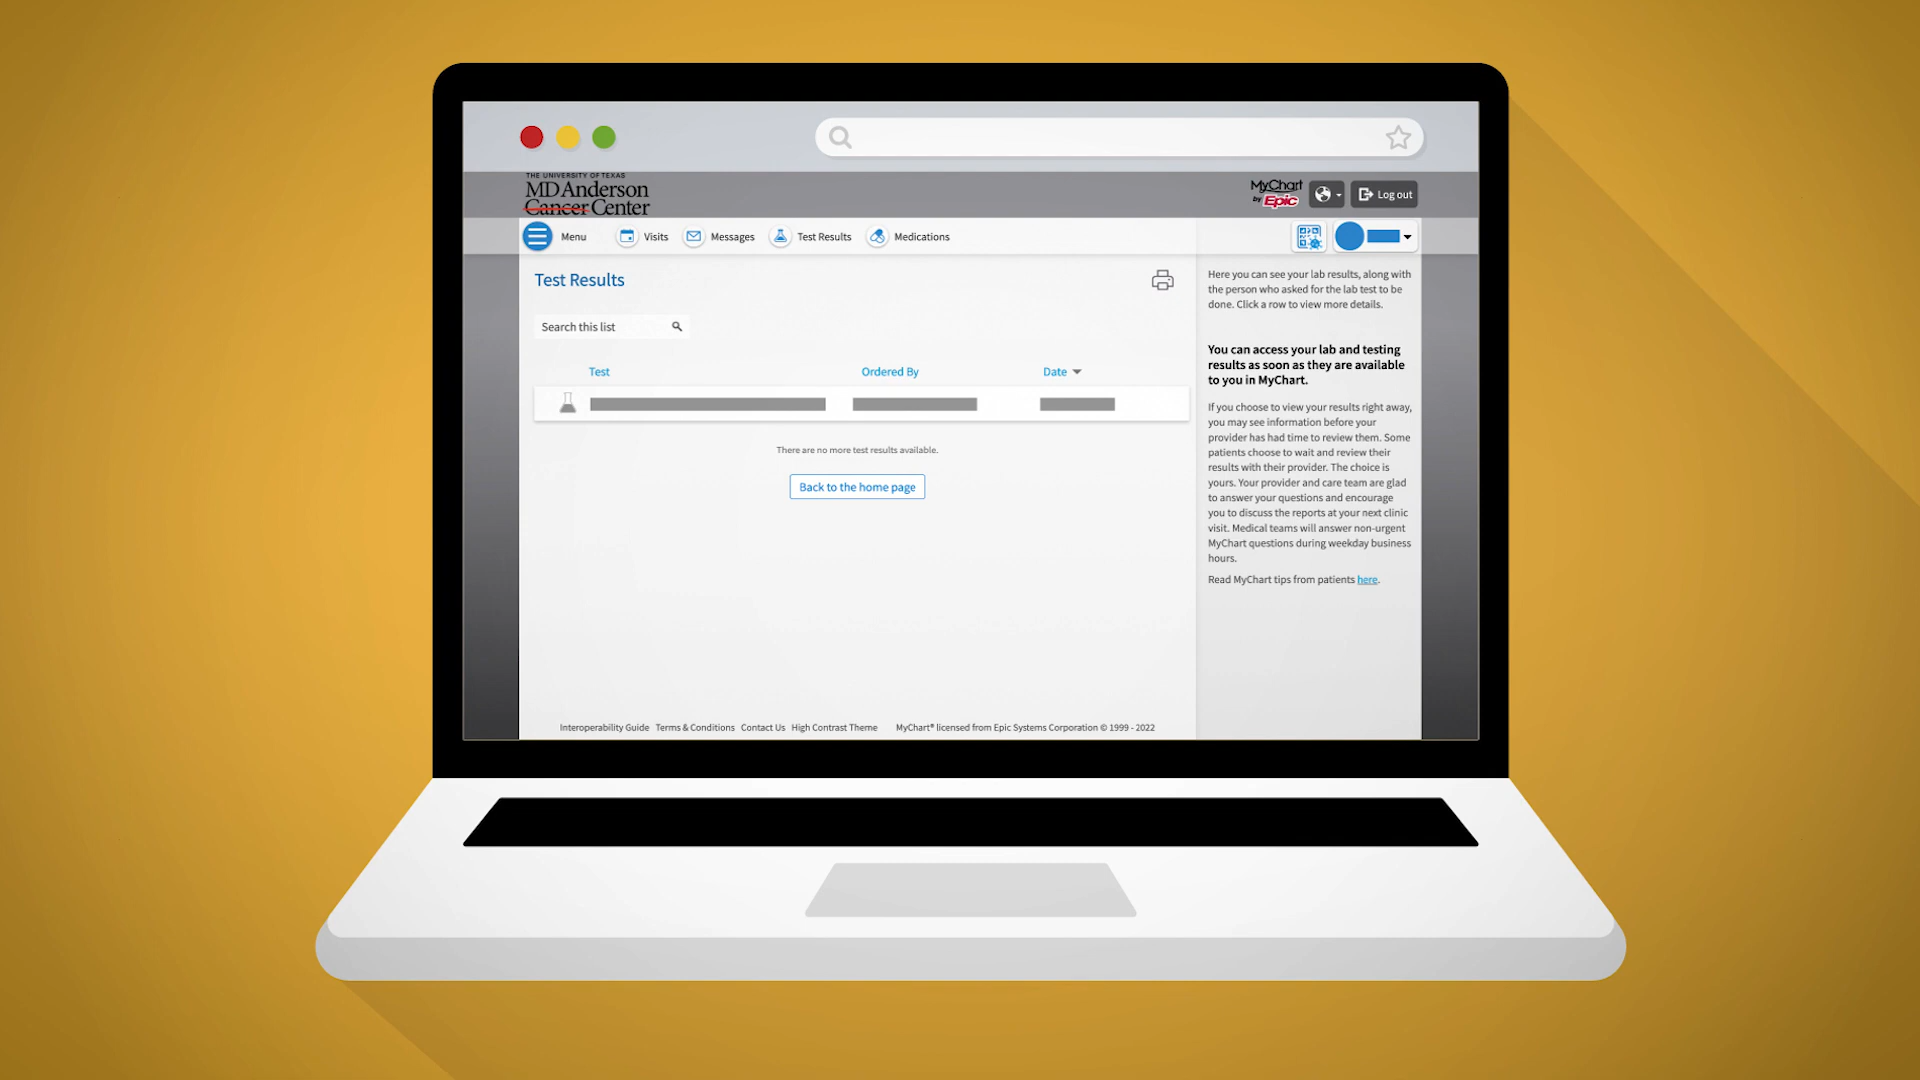 THE UNIVERSITY OF TEXAS
MD Anderson
Cancer Center
MyChart
by Epic
Log out
Menu
Visits
Messages
Test Results
Medications
Test Results
Search this list
Test
Ordered By
Date
There are no more test results available.
Back to the home page
Here you can see your lab results, along with
the person who asked for the lab test to be
done. Click a row to view more details.
You can access your lab and testing
results as soon as they are available
to you in MyChart.
If you choose to view your results right away,
you may see information before your
provider has had time to review them. Some
patients choose to wait and review their
results with their provider. The choice is
yours. Your provider and care team are glad
to answer your questions and encourage
you to discuss the reports at your next clinic
visit. Medical teams will answer non-urgent
MyChart questions during weekday business
hours.
Read MyChart tips from patients here.
Interoperability Guide Terms & Conditions Contact Us High Contrast Theme MyChart® licensed from Epic Systems Corporation © 1999 - 2022